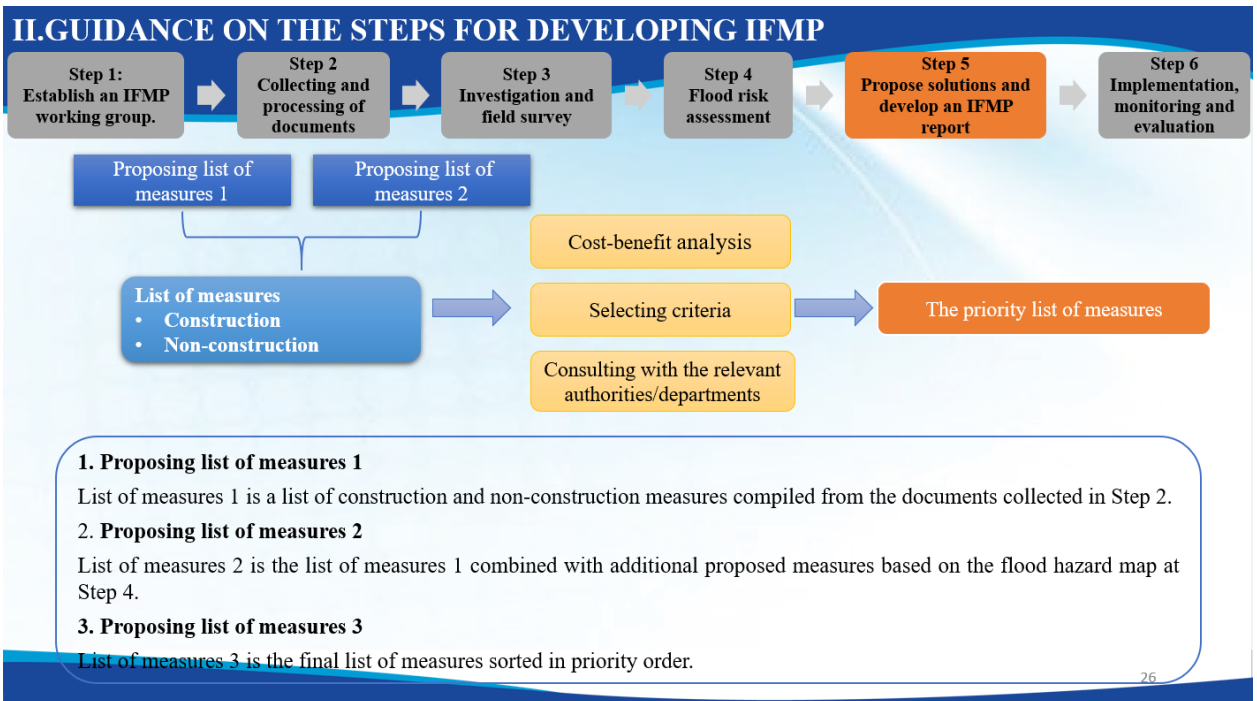 II.GUIDANCE ON THE STEPS FOR DEVELOPING IFMP
Step 1:
Establish an IFMP
working group.
Step 2
Collecting and
processing of
documents
Step 3
Investigation and
field survey
Step 4
Flood risk
assessment
Step 5
Propose solutions and
develop an IFMP
report
Step 6
Implementation,
monitoring and
evaluation
Proposing list of
measures 1
Proposing list of
measures 2
List of measures
• Construction
• Non-construction
Cost-benefit analysis
Selecting criteria
Consulting with the relevant
authorities/departments
The priority list of measures
1. Proposing list of measures 1
List of measures 1 is a list of construction and non-construction measures compiled from the documents collected in Step 2.
2. Proposing list of measures 2
List of measures 2 is the list of measures 1 combined with additional proposed measures based on the flood hazard map at
Step 4.
3. Proposing list of measures 3
List of measures 3 is the final list of measures sorted in priority order.
26